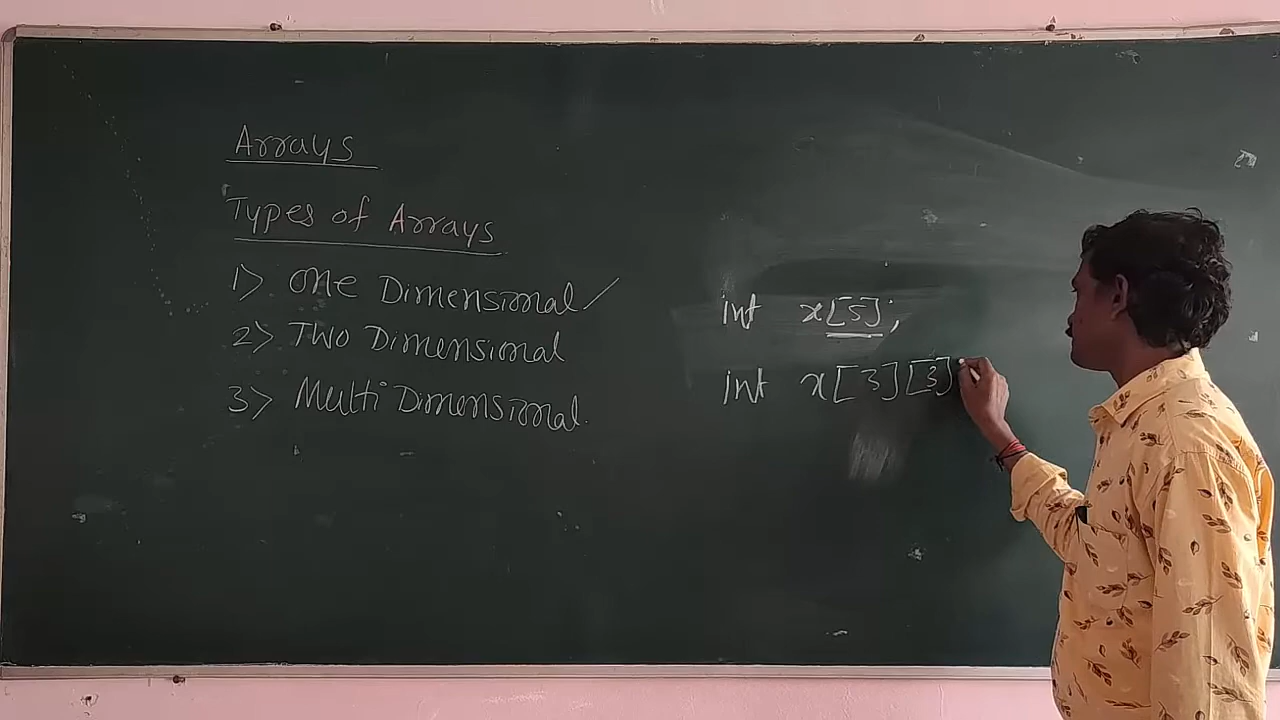 Arrays
Types of Arrays
1> One Dimensional
2> Two Dimensional
3> Multi Dimensional.
int x[5];
int x[3][3]